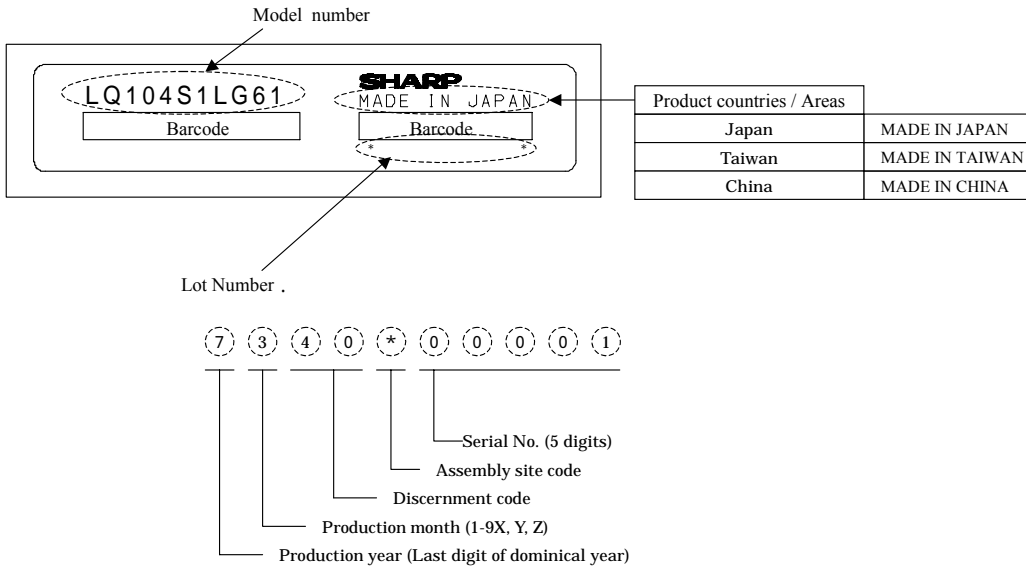 Model number
SHARP
LQ104S1LG61
MADE IN JAPAN
Barcode
Barcode
* *
Product countries / Areas
Japan MADE IN JAPAN
Taiwan MADE IN TAIWAN
China MADE IN CHINA
Lot Number .
7 3 4 0 * 0 0 0 0 1
Serial No. (5 digits)
Assembly site code
Discernment code
Production month (1-9X, Y, Z)
Production year (Last digit of dominical year)